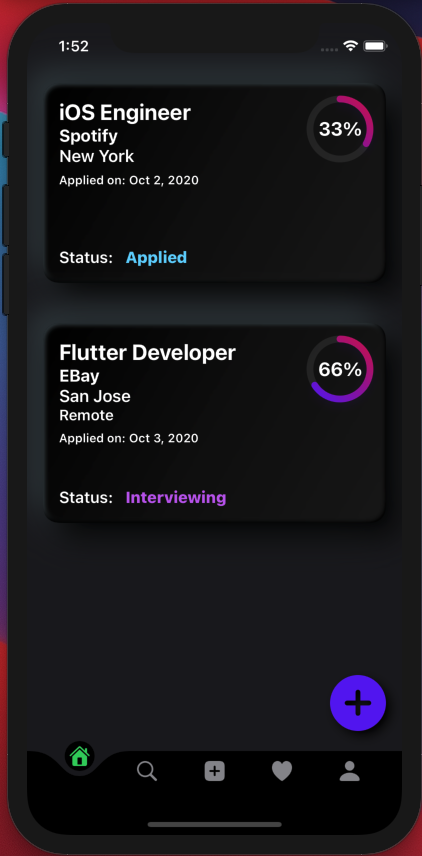 1:52
iOS Engineer
33%
Spotify
New York
Applied on: Oct 2, 2020
Status: Applied
Flutter Developer
66%
EBay
San Jose
Remote
Applied on: Oct 3, 2020
Status: Interviewing